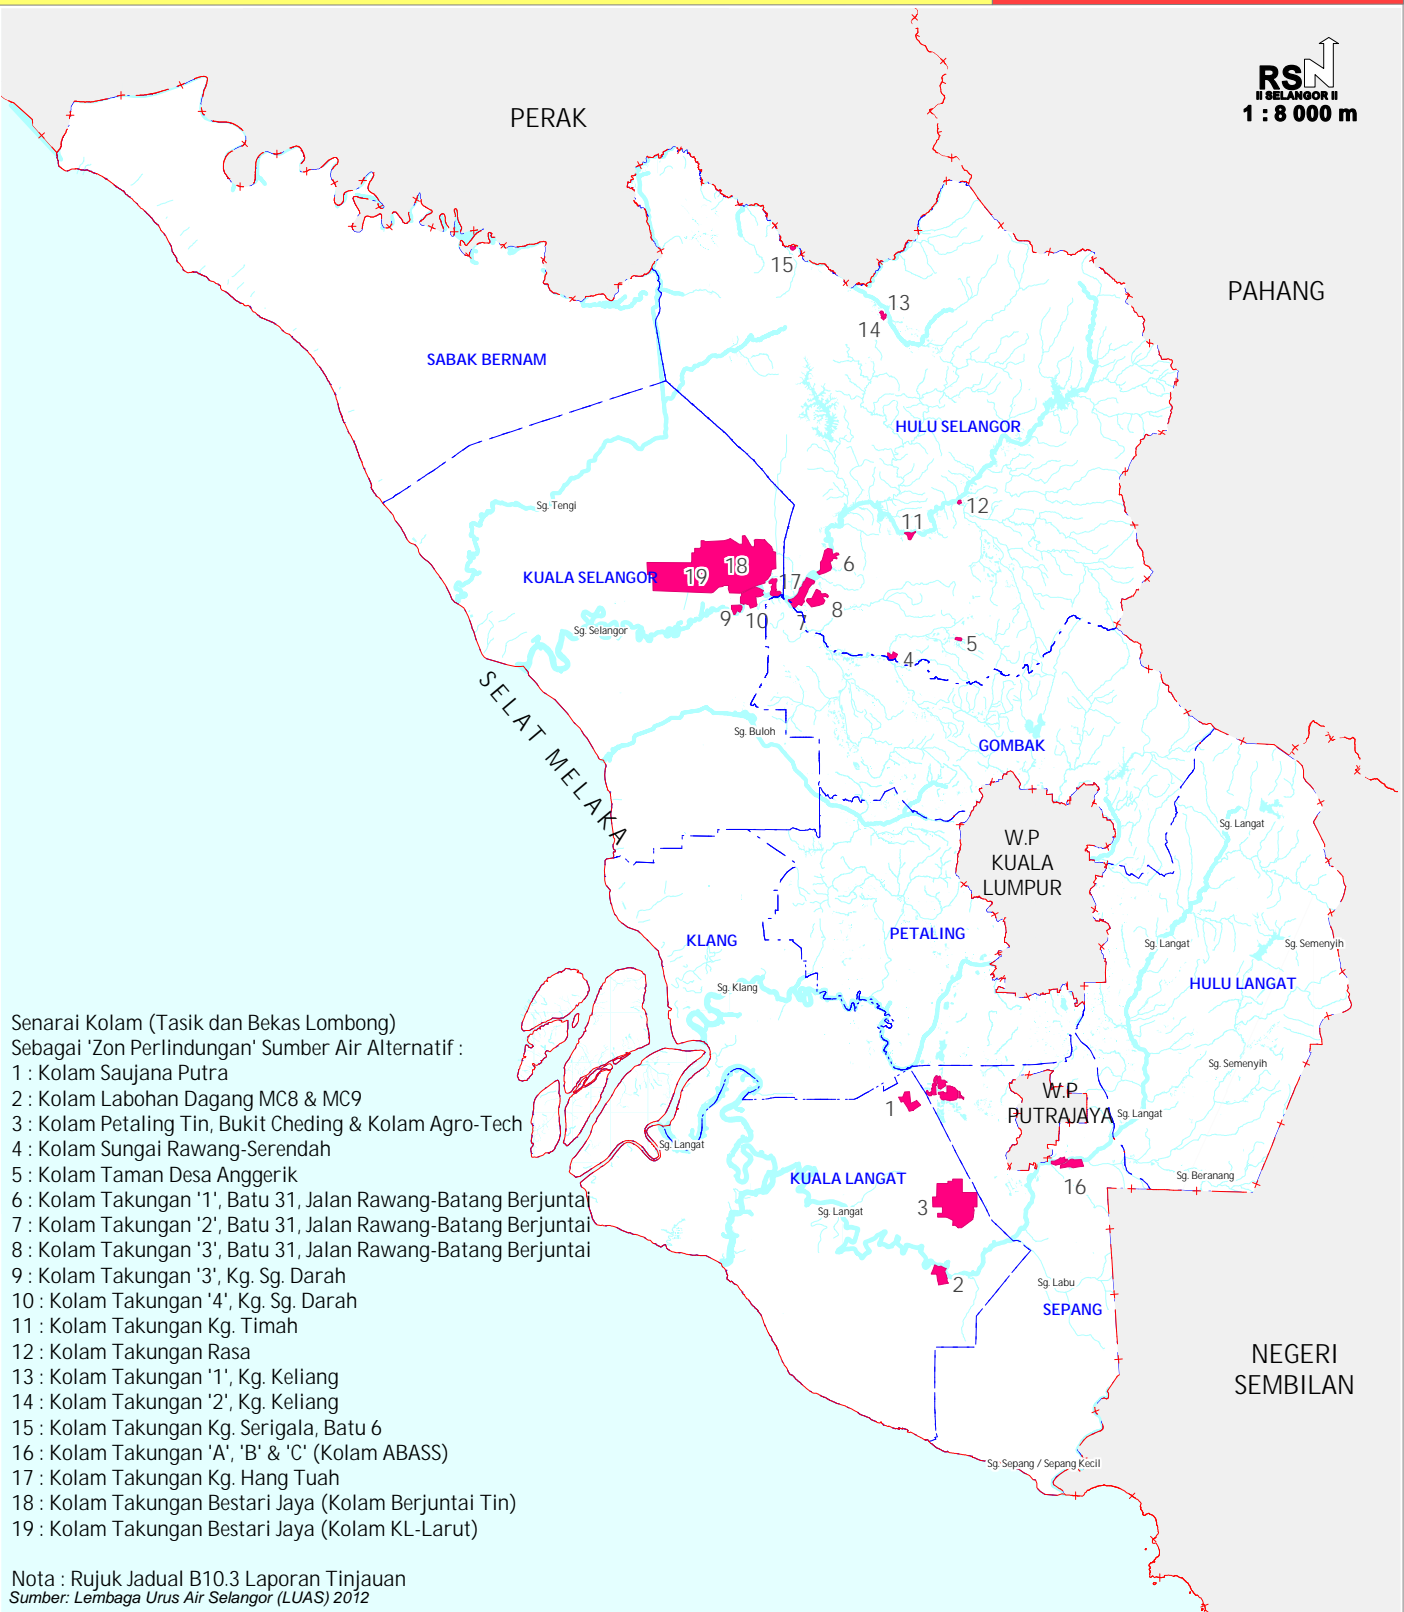 RSN
II SELANGOR II
1 : 8 000 m
PERAK
PAHANG
15
13
14
SABAK BERNAM
HULU SELANGOR
12
11
Sg. Tengi
6
18
19
KUALA SELANGOR
17
9
10
7
8
Sg. Selangor
5
4
SELAT MELAKA
Sg. Buloh
GOMBAK
Sg. Langat
W.P
KUALA
LUMPUR
KLANG
PETALING
Sg. Langat
Sg. Semenyih
HULU LANGAT
Sg. Klang
Sg. Semenyih
1
W.P
PUTRAJAYA
Sg. Langat
Sg. Langat
16
Sg. Beranang
KUALA LANGAT
3
Sg. Langat
2
Sg. Labu
SEPANG
NEGERI
SEMBILAN
Sg. Sepang / Sepang Kecil
Senarai Kolam (Tasik dan Bekas Lombong)
Sebagai 'Zon Perlindungan' Sumber Air Alternatif :
1 : Kolam Saujana Putra
2 : Kolam Labohan Dagang MC8 & MC9
3 : Kolam Petaling Tin, Bukit Cheding & Kolam Agro-Tech
4 : Kolam Sungai Rawang-Serendah
5 : Kolam Taman Desa Anggerik
6 : Kolam Takungan '1', Batu 31, Jalan Rawang-Batang Berjuntai
7 : Kolam Takungan '2', Batu 31, Jalan Rawang-Batang Berjuntai
8 : Kolam Takungan '3', Batu 31, Jalan Rawang-Batang Berjuntai
9 : Kolam Takungan '3', Kg. Sg. Darah
10 : Kolam Takungan '4', Kg. Sg. Darah
11 : Kolam Takungan Kg. Timah
12 : Kolam Takungan Rasa
13 : Kolam Takungan '1', Kg. Keliang
14 : Kolam Takungan '2', Kg. Keliang
15 : Kolam Takungan Kg. Serigala, Batu 6
16 : Kolam Takungan 'A', 'B' & 'C' (Kolam ABASS)
17 : Kolam Takungan Kg. Hang Tuah
18 : Kolam Takungan Bestari Jaya (Kolam Berjuntai Tin)
19 : Kolam Takungan Bestari Jaya (Kolam KL-Larut)
Nota : Rujuk Jadual B10.3 Laporan Tinjauan
Sumber: Lembaga Urus Air Selangor (LUAS) 2012